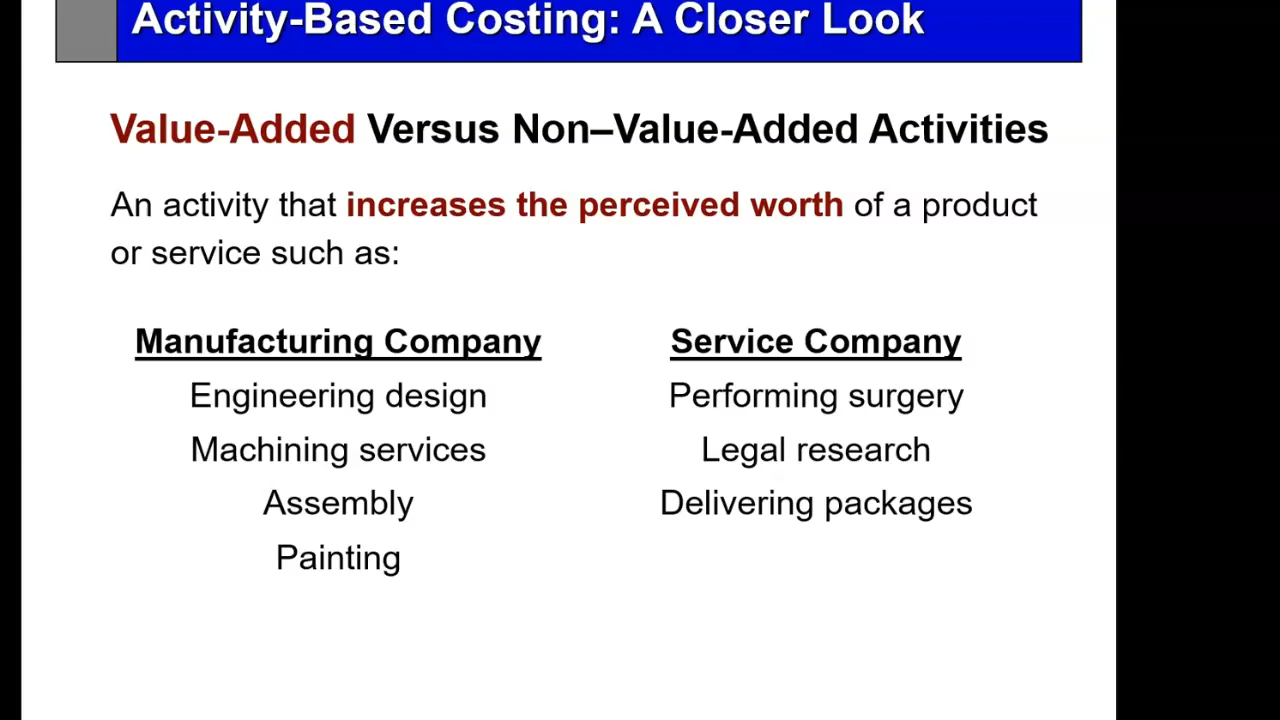 Activity-Based Costing: A Closer Look
Value-Added Versus Non–Value-Added Activities
An activity that increases the perceived worth of a product
or service such as:
Manufacturing Company
Engineering design
Machining services
Assembly
Painting
Service Company
Performing surgery
Legal research
Delivering packages